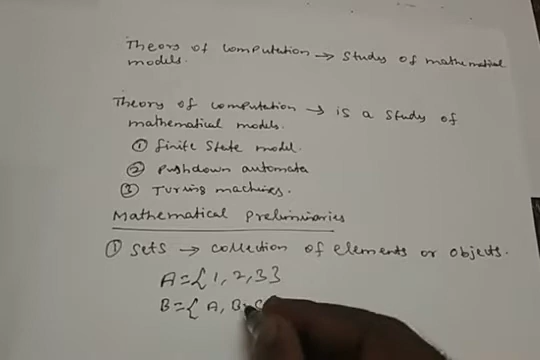 Theory of computation → study of mathematical
models.
Theory of computation → is a study of
mathematical models.
① finite state model.
② Pushdown automata
③ Turing machines.
Mathematical Preliminaries
① Sets → collection of elements or objects.
A={1,2,3}
B={A, B